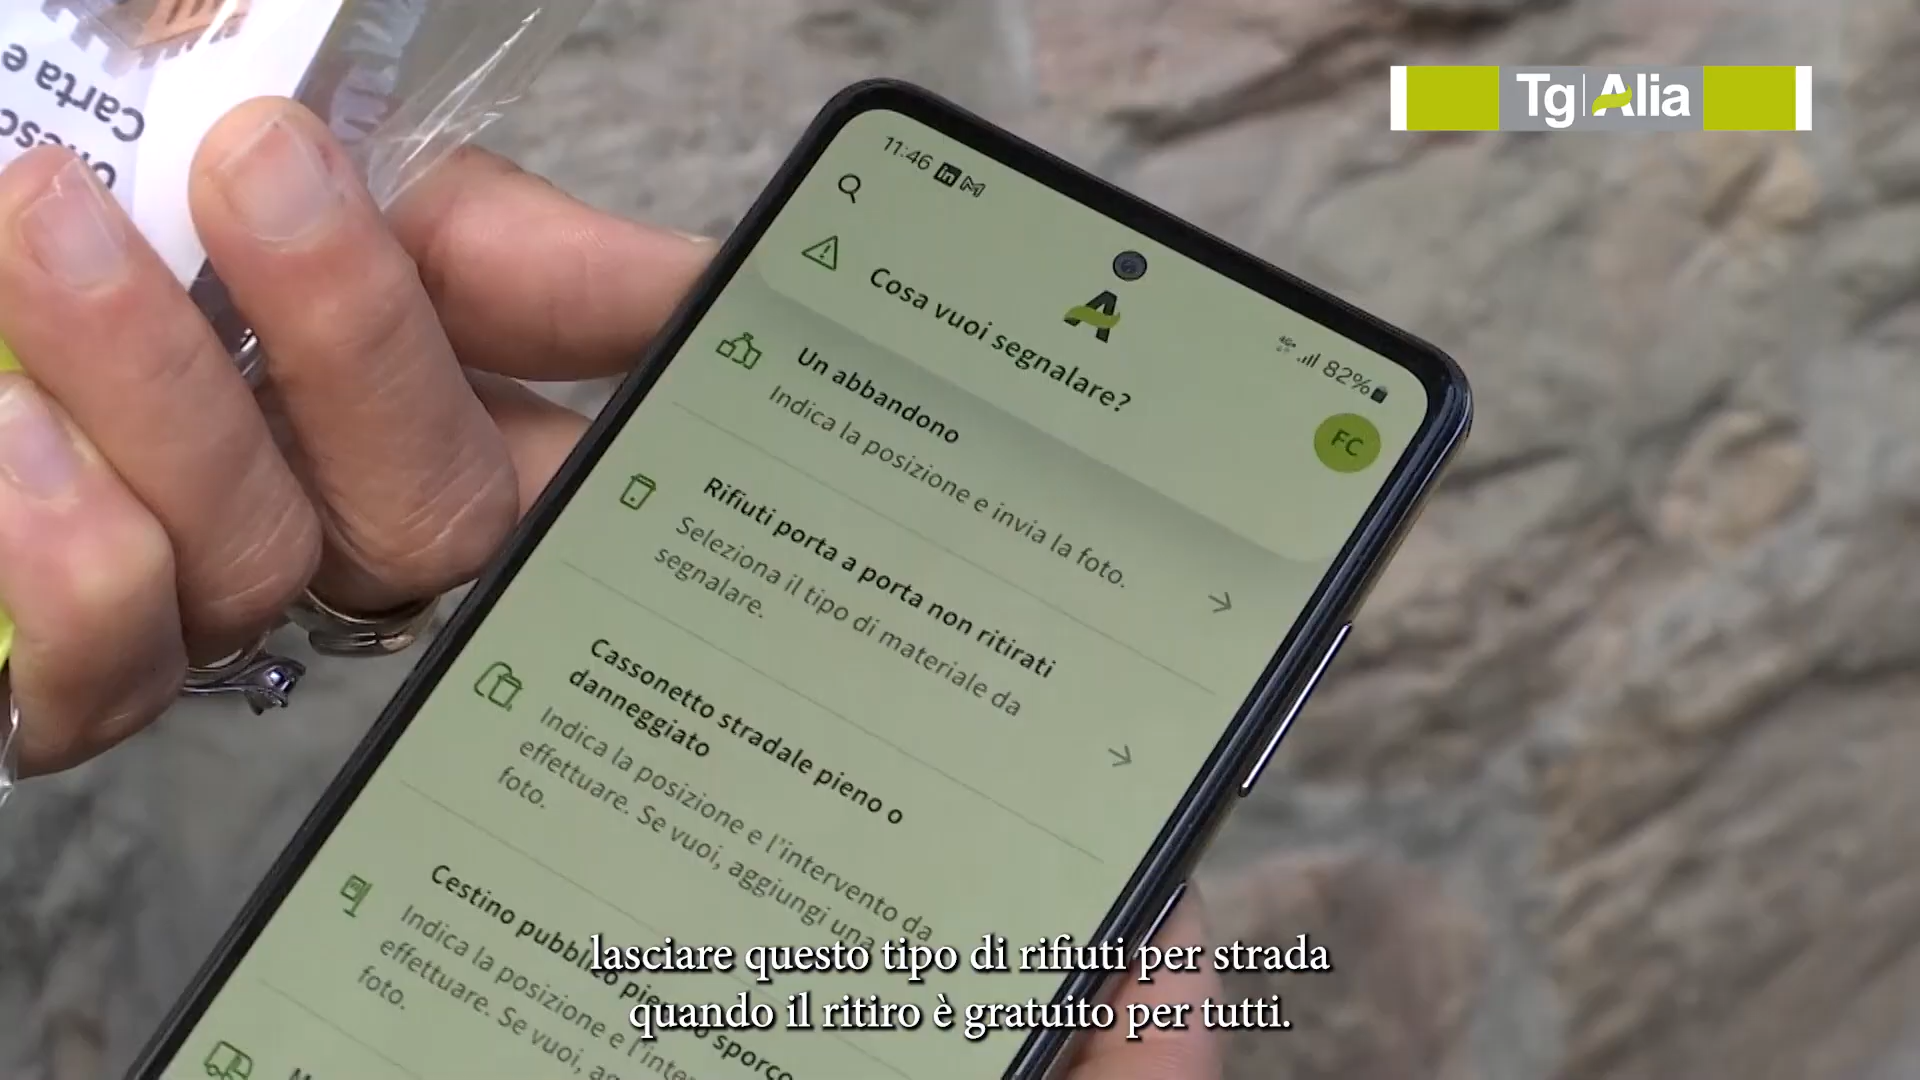 Carta e
Tg Alia
11:46
82%
FC
Cosa vuoi segnalare?
Un abbandono
Indica la posizione e invia la foto.
Rifiuti porta a porta non ritirati
Seleziona il tipo di materiale da
segnalare.
Cassonetto stradale pieno o
danneggiato
Indica la posizione e l'intervento da
effettuare. Se vuoi, aggiungi una
foto.
Cestino pubblico pieno o sporco
Indica la posizione e l'inte
effettuare. Se vuoi, ag
foto.
lasciare questo tipo di rifiuti per strada
quando il ritiro è gratuito per tutti.